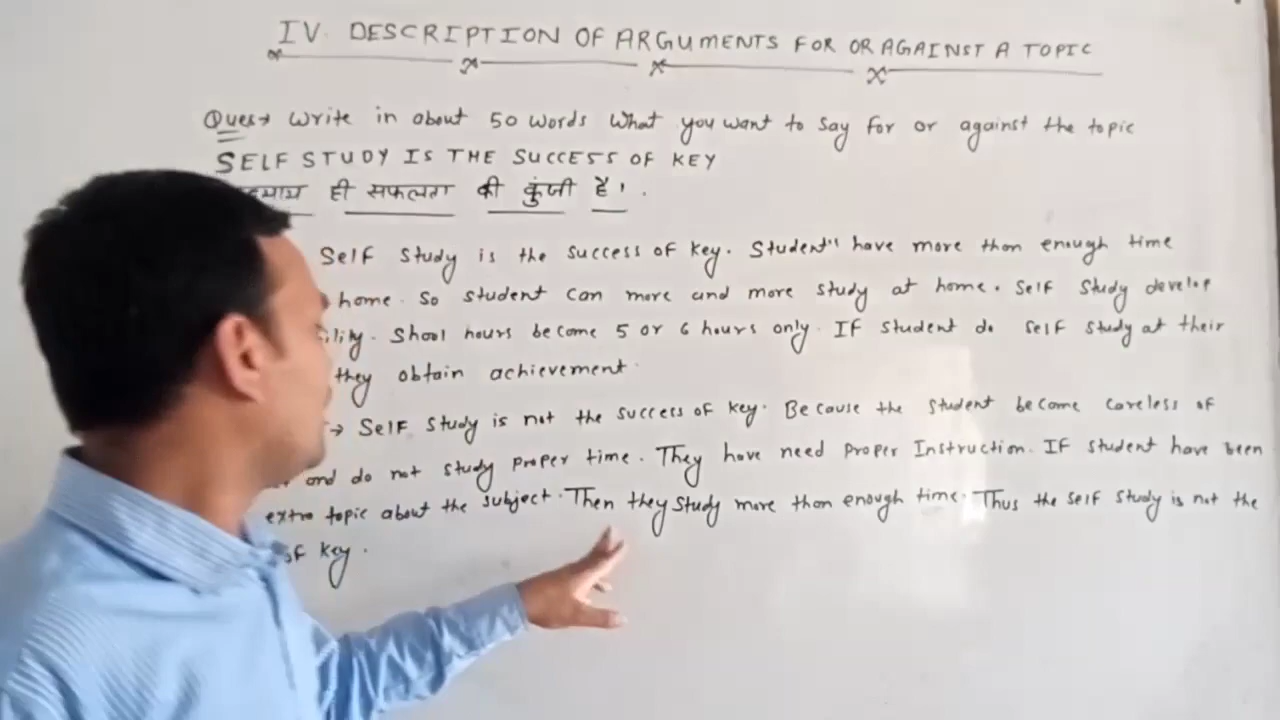 IV. DESCRIPTION OF ARGUMENTS FOR OR AGAINST A TOPIC
Ques→ Write in about 50 words what you want to say for or against the topic
SELF STUDY IS THE SUCCESS OF KEY
ही सफलता की कुंजी है।
Self study is the success of key. Student's have more than enough time
home. So student can more and more study at home. Self study develop
Shool hours become 5 or 6 hours only. If student do self study at their
they obtain achievement.
→ Self study is not the success of key. Because the student become careless of
and do not study proper time. They have need proper Instruction. If student have been
extra topic about the subject. Then they study more than enough time. Thus the self study is not the
of key.